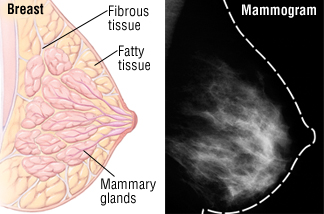 Breast
Fibrous
tissue
Fatty
tissue
Mammary
glands
Mammogram